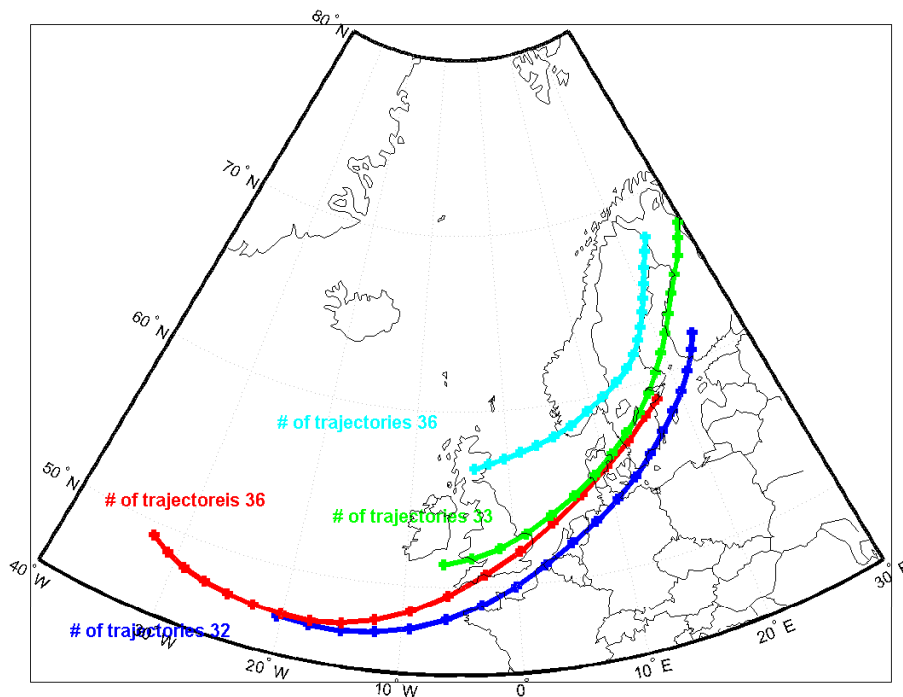 80°N
70°N
60°N
# of trajectories 36
50°N
# of trajectoreis 36
# of trajectories 33
40°W
30°E
# of trajectories 32
30°W
20°E
20°W
10°E
10°W
0°